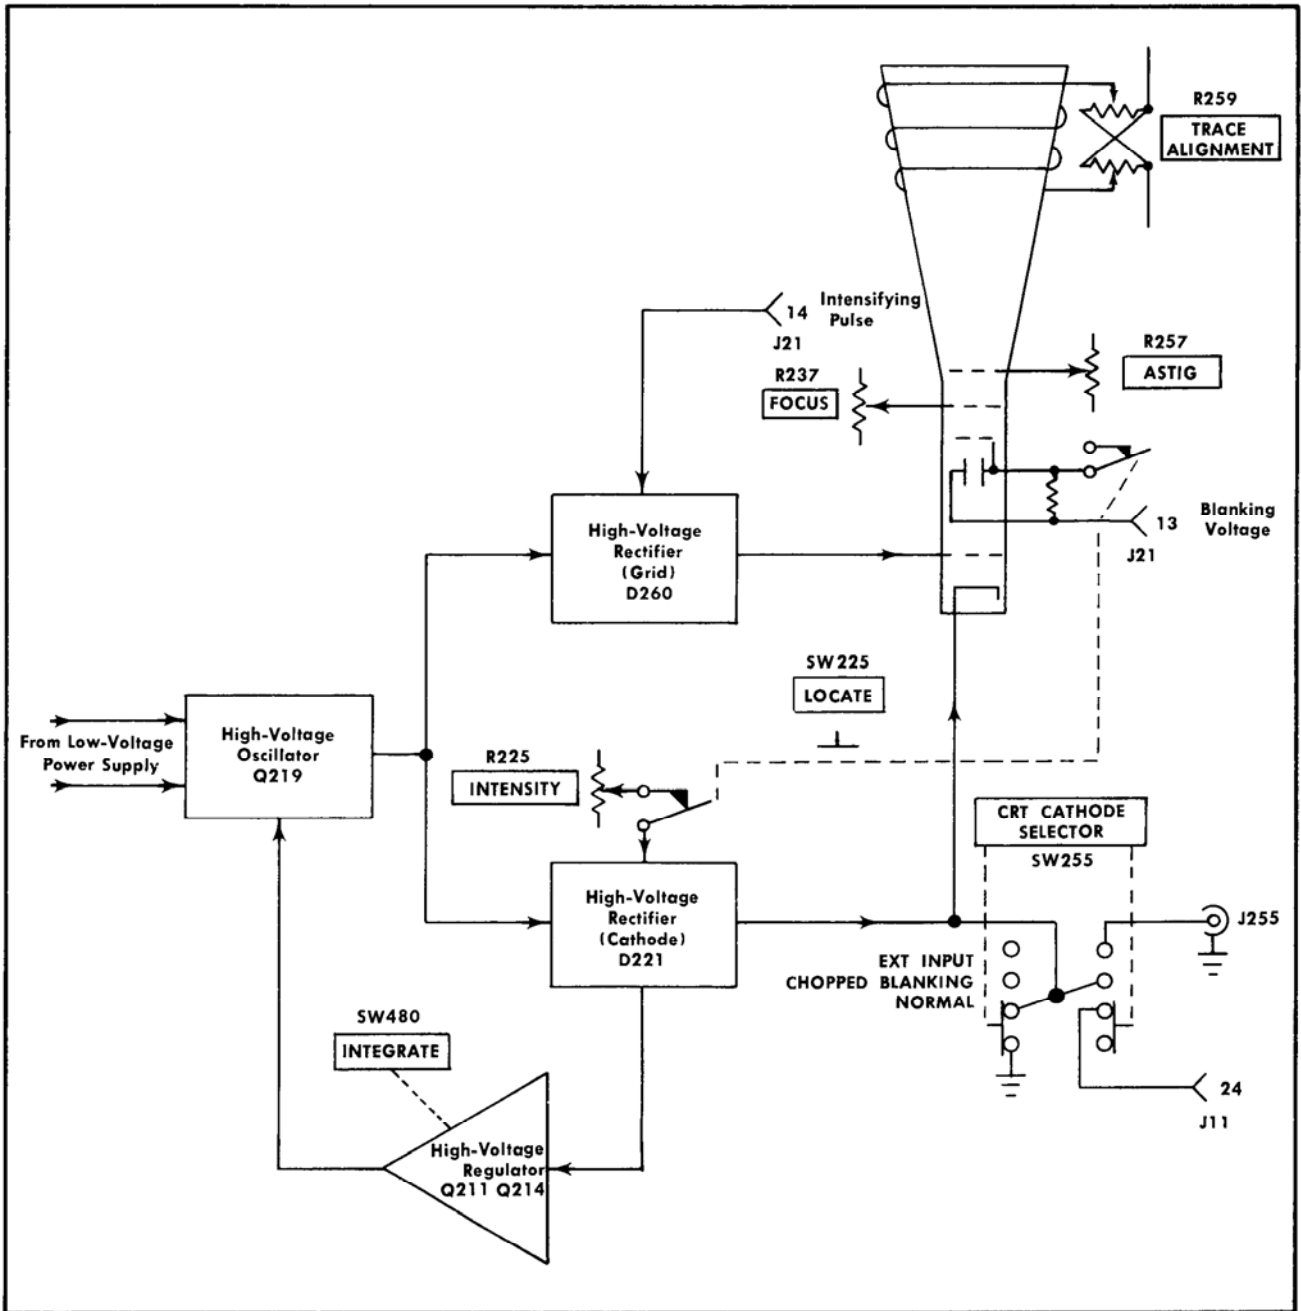 R259
TRACE
ALIGNMENT
14
Intensifying
Pulse
J21
R257
ASTIG
R237
FOCUS
13
Blanking
Voltage
J21
High-Voltage
Rectifier
(Grid)
D260
SW225
LOCATE
From Low-Voltage
Power Supply
High-Voltage
Oscillator
Q219
R225
INTENSITY
CRT CATHODE
SELECTOR
SW255
High-Voltage
Rectifier
(Cathode)
D221
J255
EXT INPUT
CHOPPED BLANKING
NORMAL
SW480
INTEGRATE
24
J11
High-Voltage
Regulator
Q211 Q214